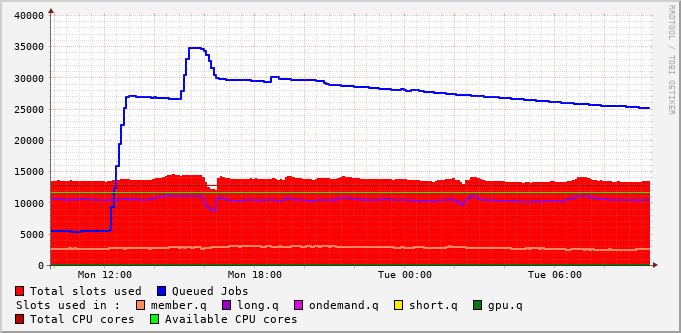 40000
35000
30000
25000
20000
15000
10000
5000
0
Mon 12:00 Mon 18:00 Tue 00:00 Tue 06:00
RRDTOOL / TOBI OETIKER
Total slots used Queued Jobs
Slots used in : member.q long.q ondemand.q short.q gpu.q
Total CPU cores Available CPU cores